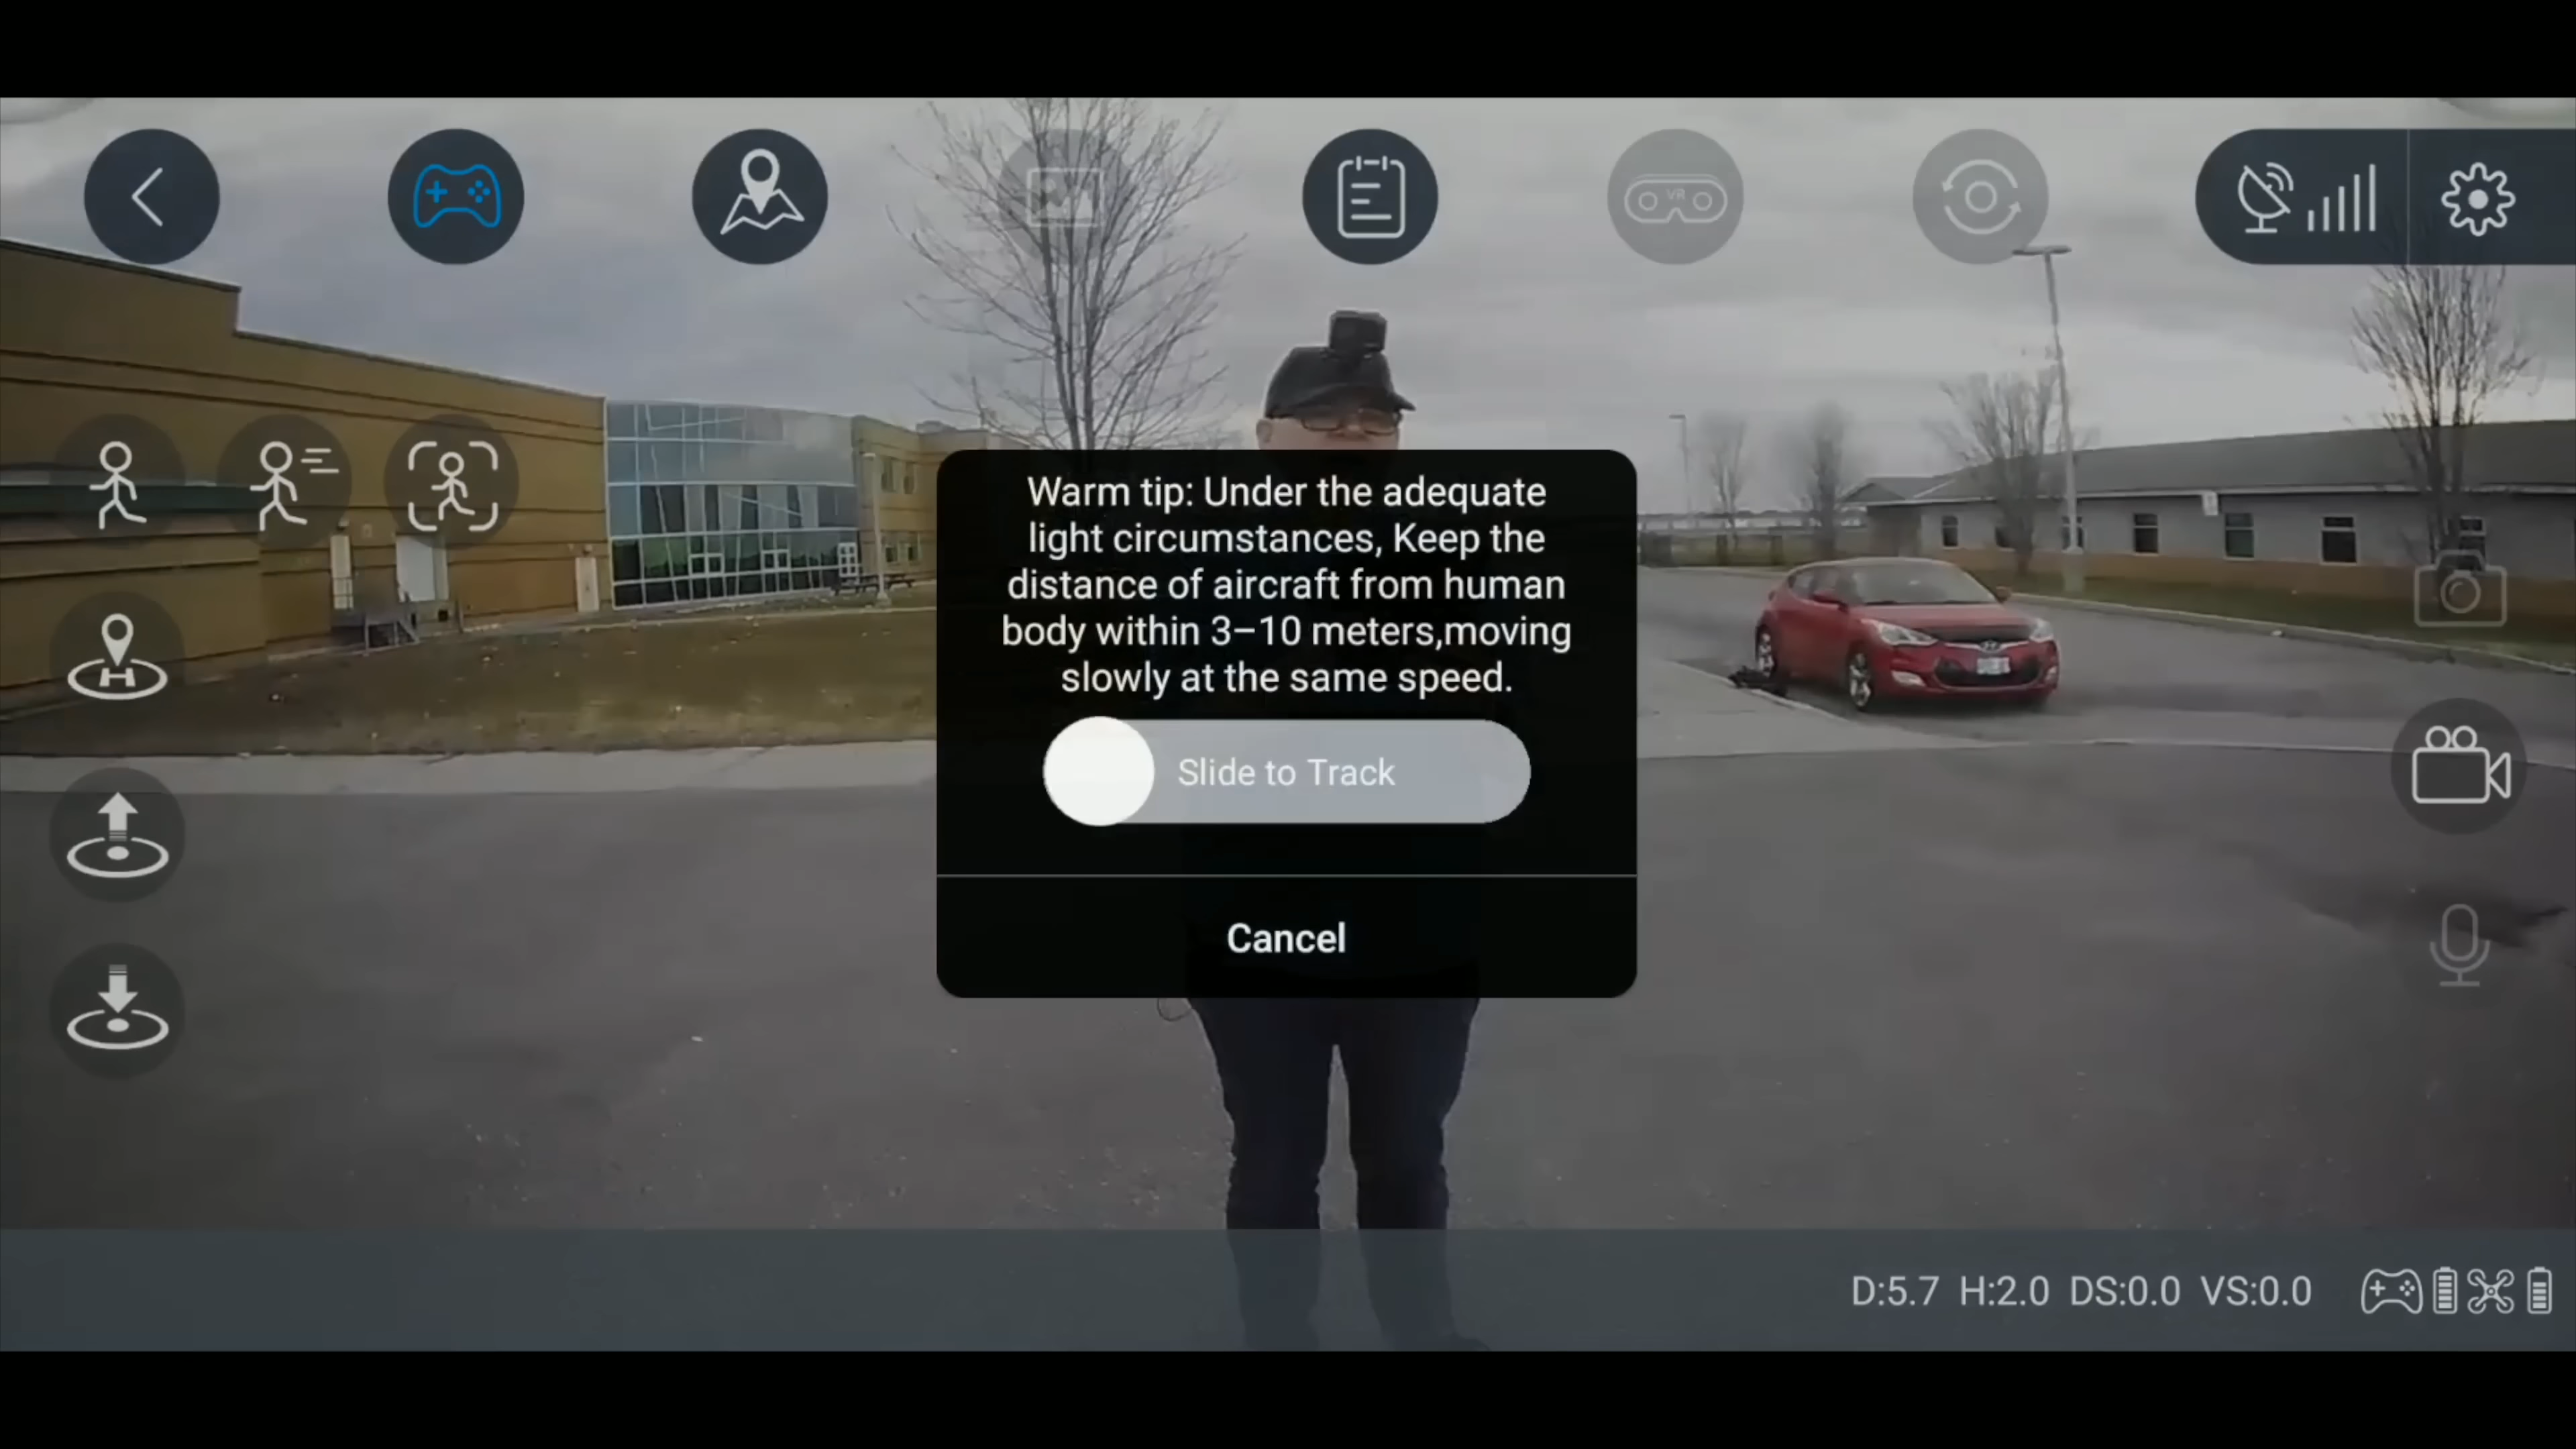 VR
Warm tip: Under the adequate
light circumstances, Keep the
distance of aircraft from human
body within 3–10 meters,moving
slowly at the same speed.
Slide to Track
Cancel
D:5.7 H:2.0 DS:0.0 VS:0.0